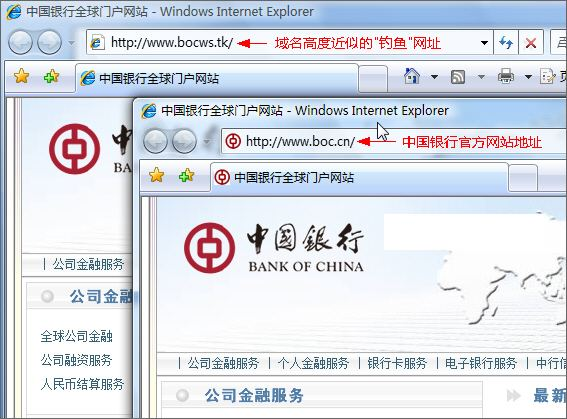 中国银行全球门户网站 - Windows Internet Explorer
http://www.bocws.tk/
域名高度近似的"钓鱼"网址
中国银行全球门户网站
中国银行全球门户网站 - Windows Internet Explorer
http://www.boc.cn/
中国银行官方网站地址
中国银行全球门户网站
中國銀行
BANK OF CHINA
| 公司金融服务
公司金融
全球公司金融
公司融资服务
人民币结算服务
| 公司金融服务 | 个人金融服务 | 银行卡服务 | 电子银行服务 | 中行
公司金融服务
最新